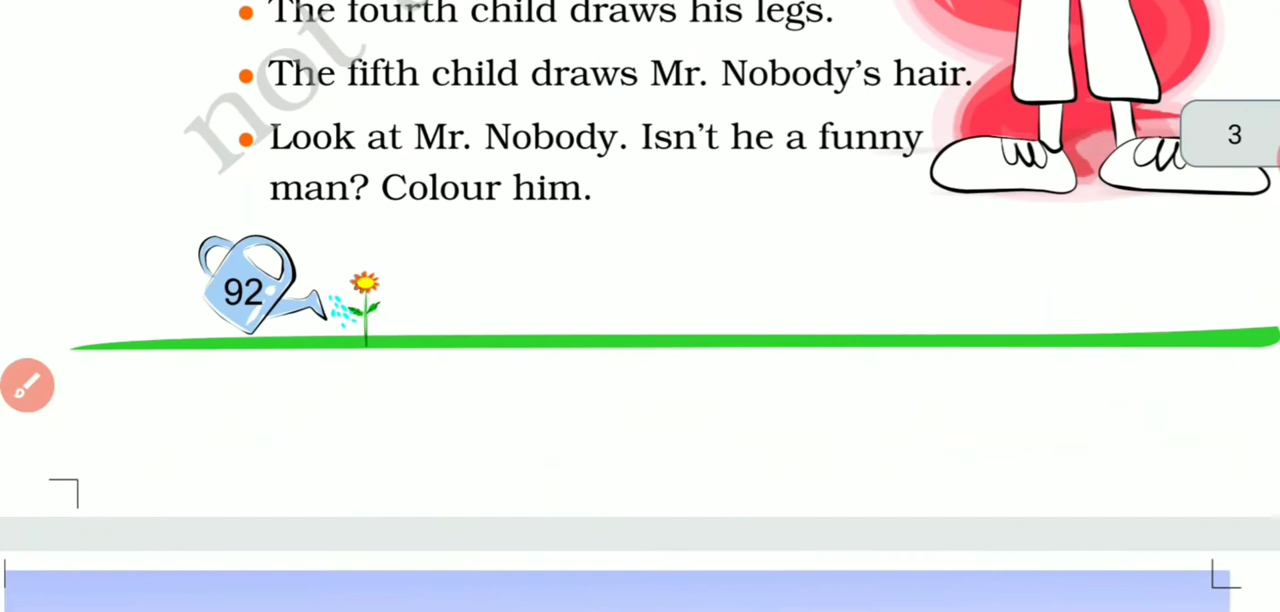 The fourth child draws his legs.
The fifth child draws Mr. Nobody's hair.
Look at Mr. Nobody. Isn't he a funny
man? Colour him.
not
3
92